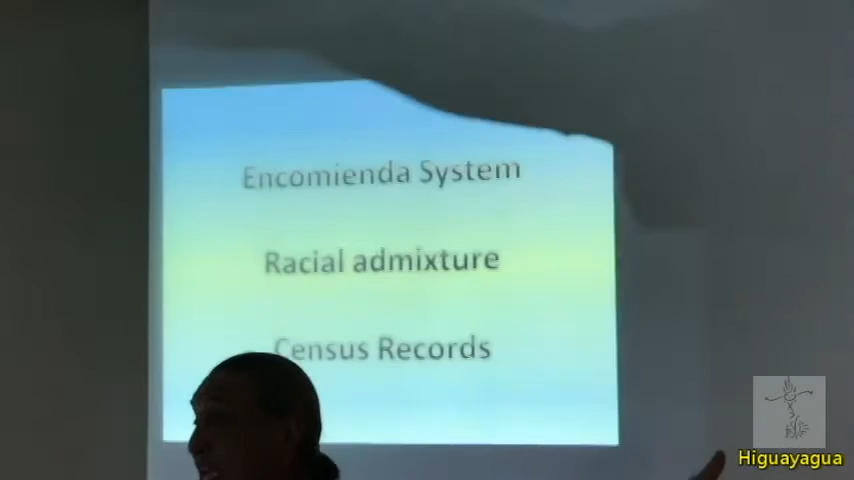 Encomienda System
Racial admixture
Census Records
Higuayagua